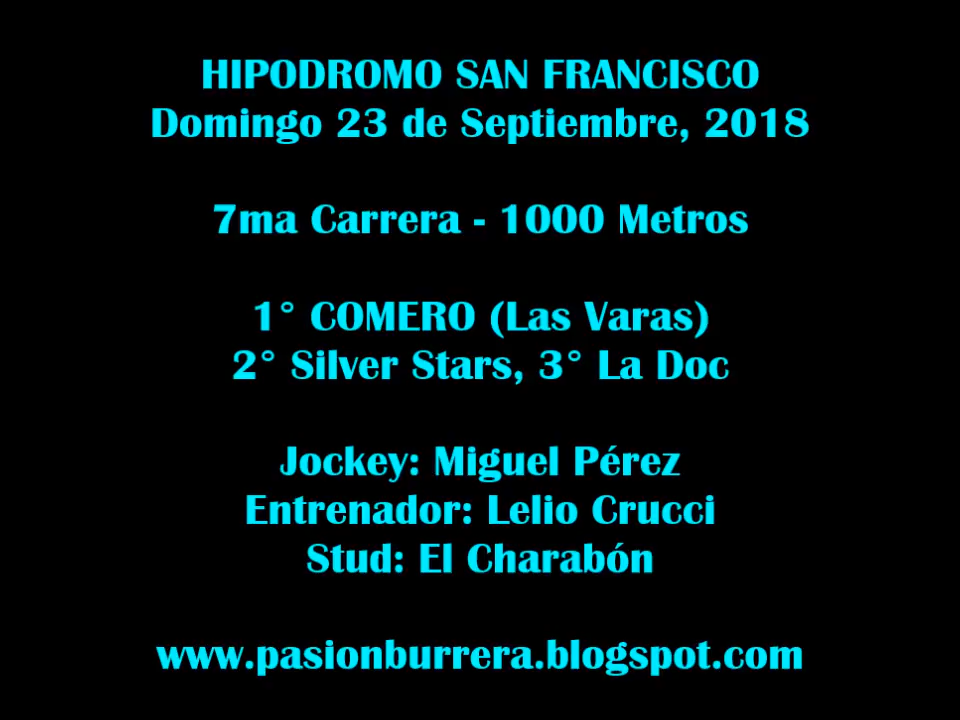 HIPODROMO SAN FRANCISCO
Domingo 23 de Septiembre, 2018
7ma Carrera - 1000 Metros
1° COMERO (Las Varas)
2° Silver Stars, 3° La Doc
Jockey: Miguel Pérez
Entrenador: Lelio Crucci
Stud: El Charabón
www.pasionburrera.blogspot.com